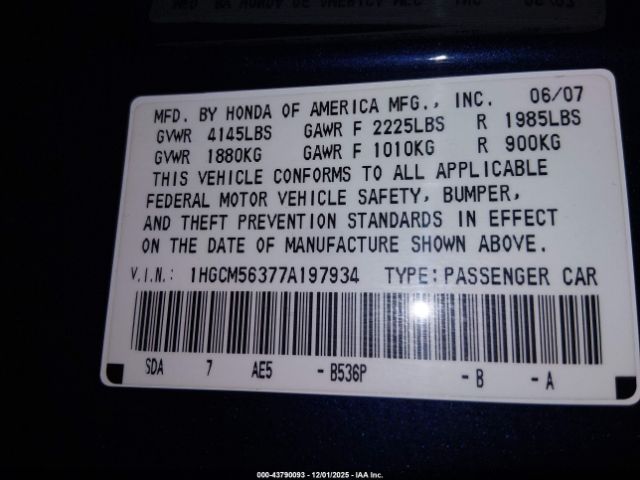 MFD. BY HONDA OF AMERICA MFG., INC. 06/07
GVWR 4145LBS GAWR F 2225LBS R 1985LBS
GVWR 1880KG GAWR F 1010KG R 900KG
THIS VEHICLE CONFORMS TO ALL APPLICABLE
FEDERAL MOTOR VEHICLE SAFETY, BUMPER,
AND THEFT PREVENTION STANDARDS IN EFFECT
ON THE DATE OF MANUFACTURE SHOWN ABOVE.
V.I.N.: 1HGCM56377A197934 TYPE: PASSENGER CAR
SDA 7 AE5 - B536P - B - A
000-43790093 - 12/01/2025 - IAA Inc.